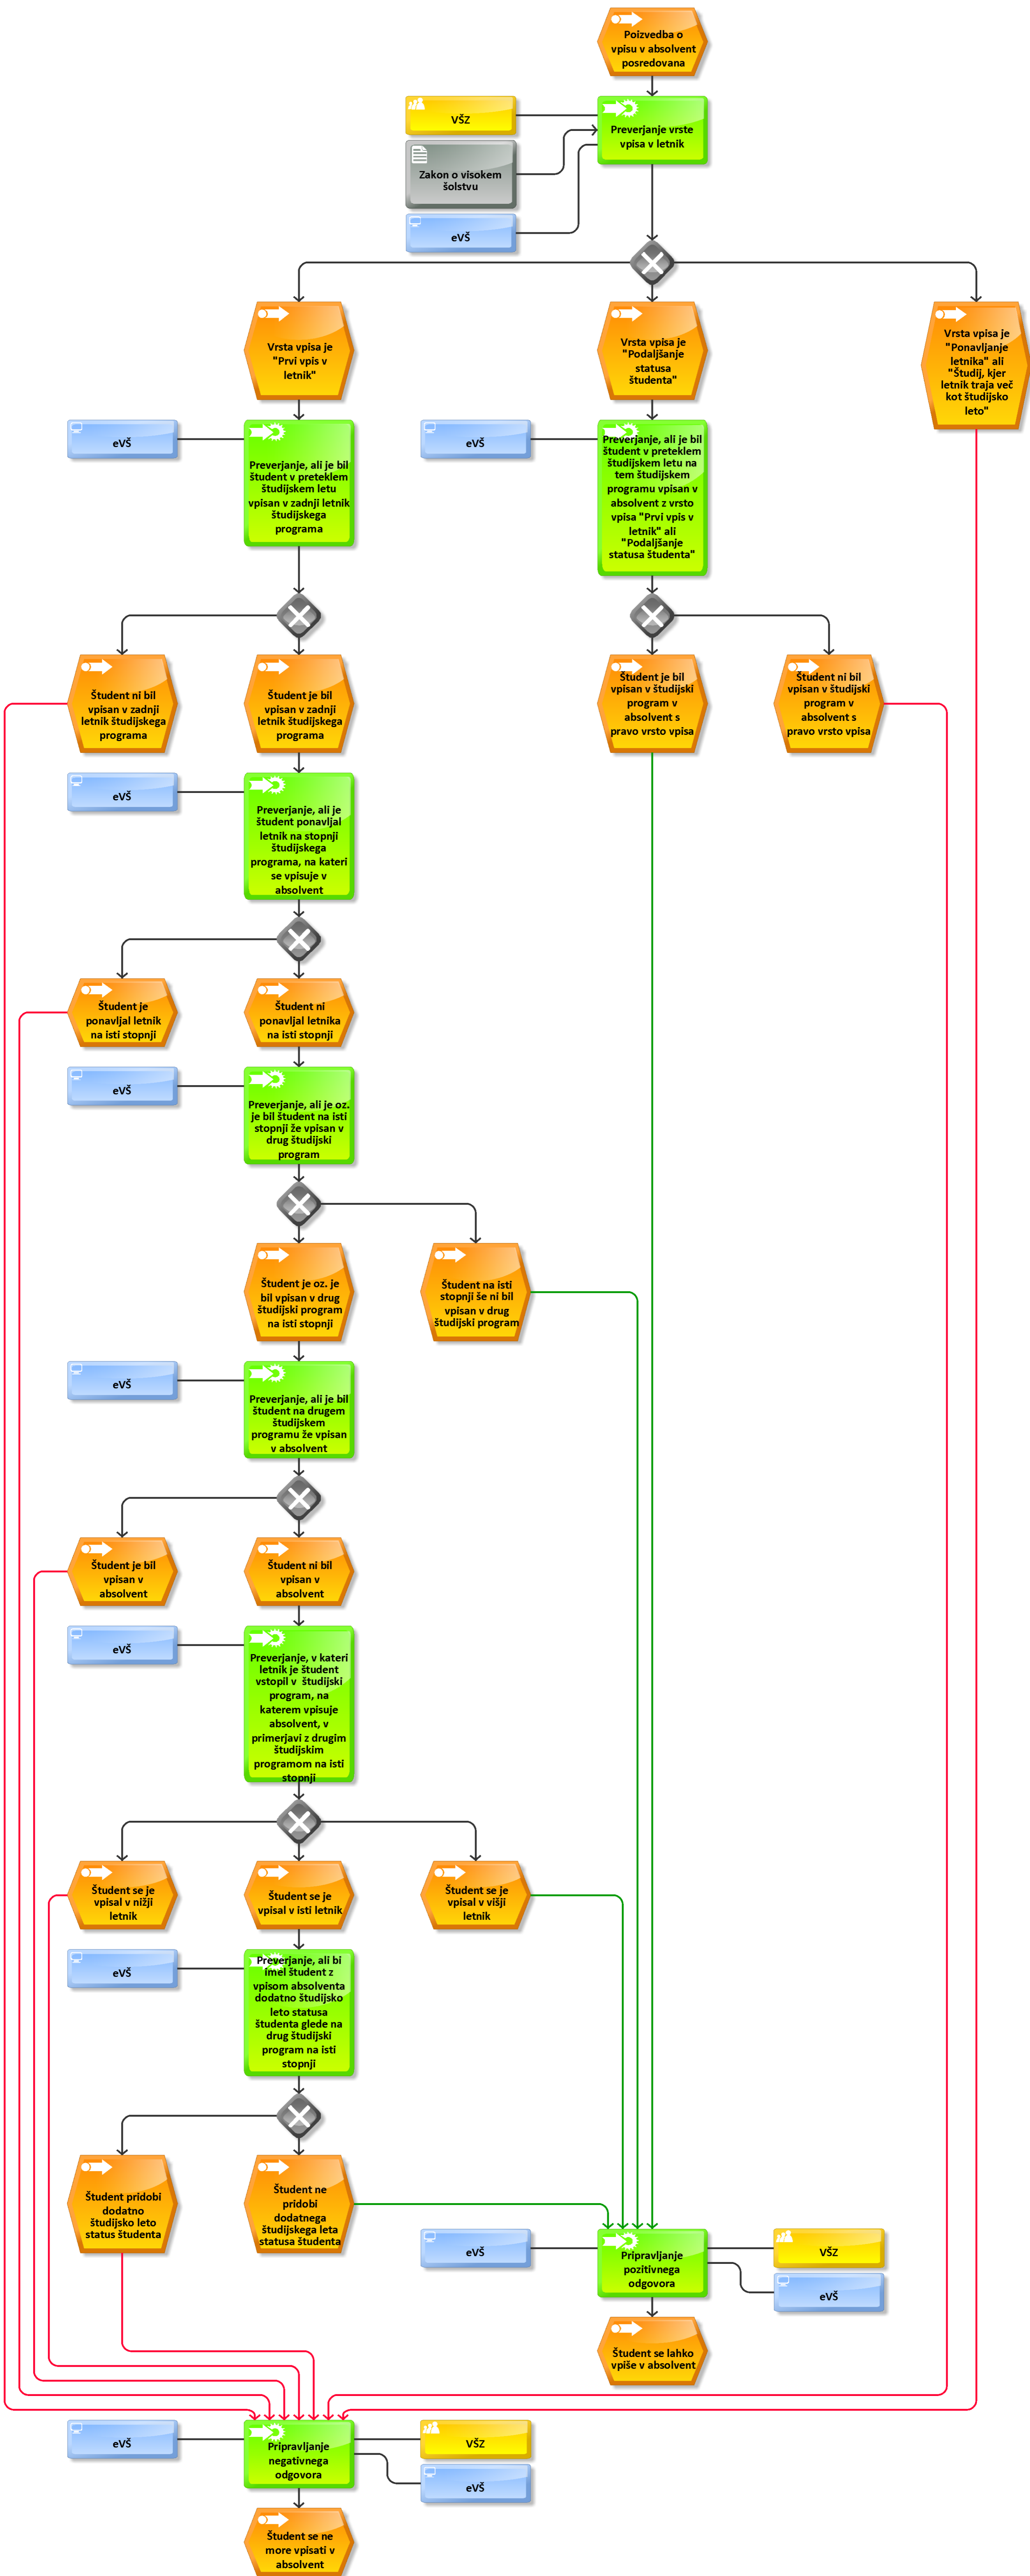 Poizvedba o
vpisu v absolvent
posredovana
VŠZ
Preverjanje vrste
vpisa v letnik
Zakon o visokem
šolstvu
eVŠ
Vrsta vpisa je
"Prvi vpis v
letnik"
Vrsta vpisa je
"Podaljšanje
statusa
študenta"
Vrsta vpisa je
"Ponavljanje
letnika" ali
"Študij, kjer
letnik traja več
kot študijsko
leto"
eVŠ
Preverjanje, ali je bil
študent v preteklem
študijskem letu
vpisan v zadnji letnik
študijskega
programa
eVŠ
Preverjanje, ali je bil
študent v preteklem
študijskem letu na
tem študijskem
programu vpisan v
absolvent z vrsto
vpisa "Prvi vpis v
letnik" ali
"Podaljšanje
statusa študenta"
Študent ni bil
vpisan v zadnji
letnik študijskega
programa
Študent je bil
vpisan v zadnji
letnik študijskega
programa
Študent je bil
vpisan v študijski
program v
absolvent s
pravo vrsto vpisa
Študent ni bil
vpisan v študijski
program v
absolvent s
pravo vrsto vpisa
eVŠ
Preverjanje, ali je
študent ponavljal
letnik na stopnji
študijskega
programa, na kateri
se vpisuje v
absolvent
Študent je
ponavljal letnik
na isti stopnji
Študent ni
ponavljal letnika
na isti stopnji
eVŠ
Preverjanje, ali je oz.
je bil študent na isti
stopnji že vpisan v
drug študijski
program
Študent je oz. je
bil vpisan v drug
študijski program
na isti stopnji
Študent na isti
stopnji še ni bil
vpisan v drug
študijski program
eVŠ
Preverjanje, ali je bil
študent na drugem
študijskem
programu že vpisan
v absolvent
Študent je bil
vpisan v
absolvent
Študent ni bil
vpisan v
absolvent
eVŠ
Preverjanje, v kateri
letnik je študent
vstopil v študijski
program, na
katerem vpisuje
absolvent, v
primerjavi z drugim
študijskim
programom na isti
stopnji
Študent se je
vpisal v nižji
letnik
Študent se je
vpisal v isti letnik
Študent se je
vpisal v višji
letnik
eVŠ
Preverjanje, ali bi
imel študent z
vpisom absolventa
dodatno študijsko
leto statusa
študenta glede na
drug študijski
program na isti
stopnji
Študent pridobi
dodatno
študijsko leto
status študenta
Študent ne
pridobi
dodatnega
študijskega leta
statusa študenta
eVŠ
Pripravljanje
pozitivnega
odgovora
VŠZ
eVŠ
Študent se lahko
vpiše v absolvent
eVŠ
Pripravljanje
negativnega
odgovora
VŠZ
eVŠ
Študent se ne
more vpisati v
absolvent